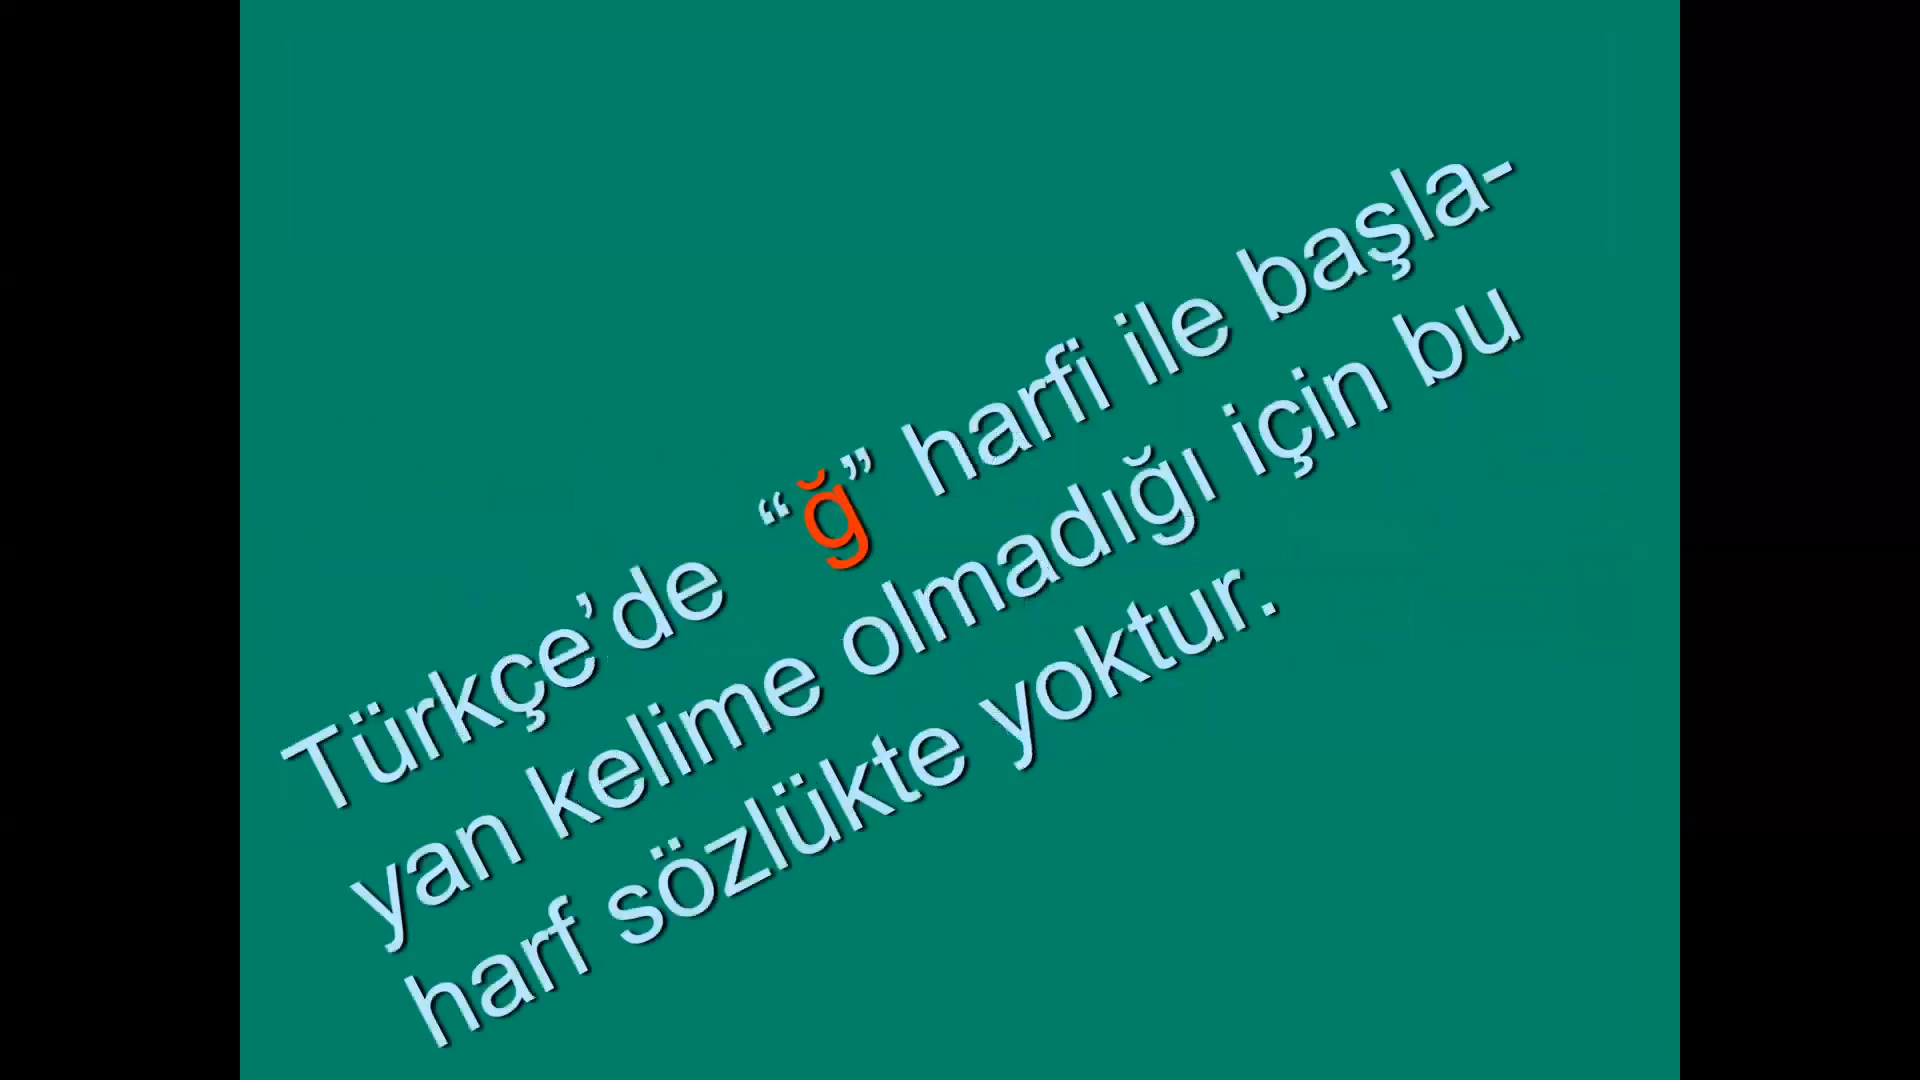 Türkçe’de “ğ” harfi ile başla-
yan kelime olmadığı için bu
harf sözlükte yoktur.